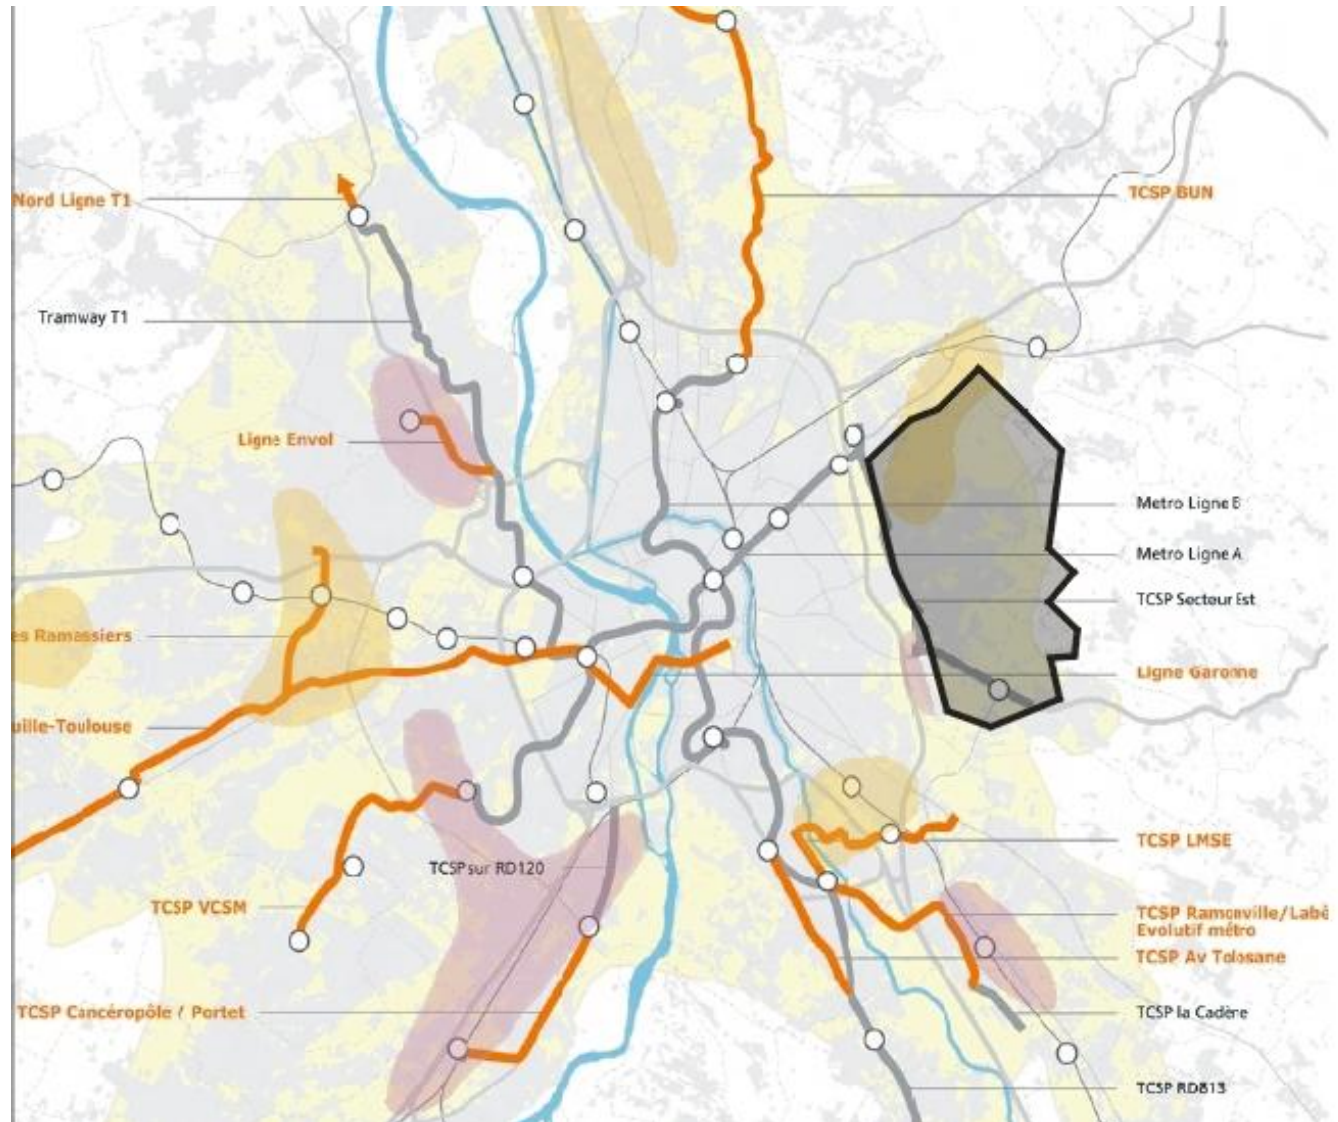 TCSP BUN
Nord Ligne T1
Tramway T1
Ligne Envol
Metro Ligne B
Metro Ligne A
TCSP Secteur Est
es Ramassiers
Ligne Garonne
uille-Toulouse
TCSP LMSE
TCSP sur RD120
TCSP VCSM
TCSP Ramonville/Labè
Evolutif métro
TCSP Av Tolosane
TCSP Cancéropôle / Portet
TCSP la Cadère
TCSP RD813